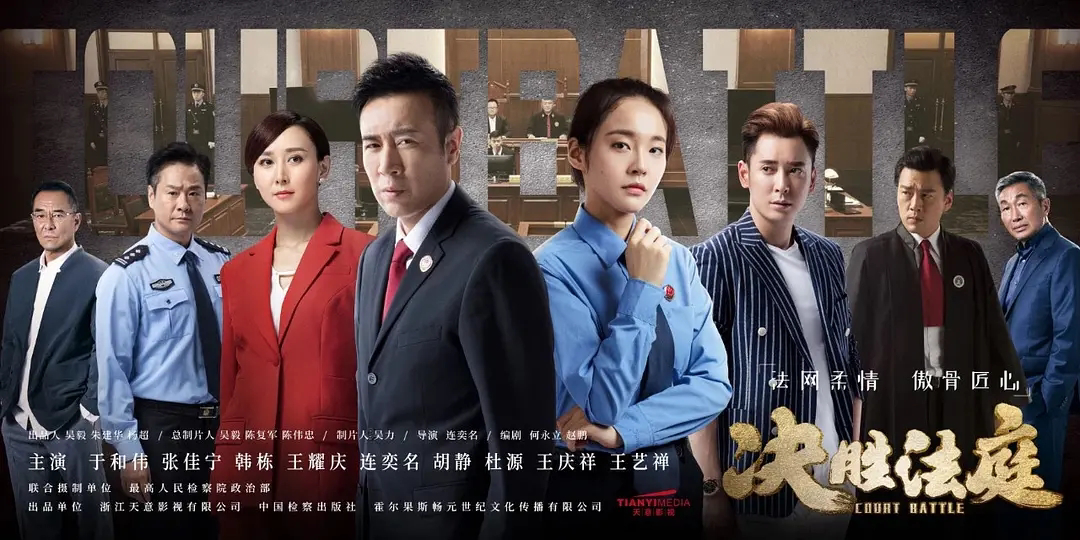 COURT BATTLE
「法网柔情 傲骨匠心」
决胜法庭
COURT BATTLE
出品人 吴毅 朱建华 杨超 / 总制片人 吴毅 陈复军 陈伟忠 / 制片人 吴力 / 导演 连奕名 / 编剧 何永立 赵鹏
主演 于和伟 张佳宁 韩栋 王耀庆 连奕名 胡静 杜源 王庆祥 王艺禅
联合摄制单位 最高人民检察院政治部
出品单位 浙江天意影视有限公司 中国检察出版社 霍尔果斯畅元世纪文化传播有限公司
TIANYIMEDIA
天意影视